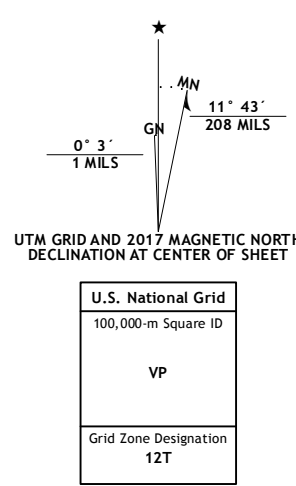 ★
MN
GN
11° 43´
208 MILS
0° 3´
1 MILS
UTM GRID AND 2017 MAGNETIC NORTH
DECLINATION AT CENTER OF SHEET
U.S. National Grid
100,000-m Square ID
VP
Grid Zone Designation
12T